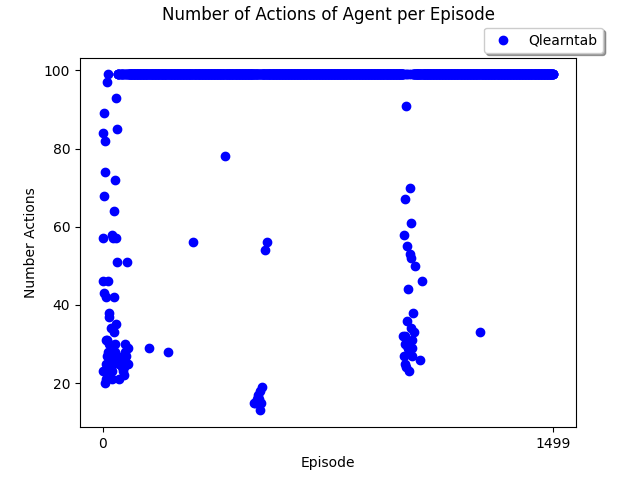 Number of Actions of Agent per Episode
Qlearntab
100
80
60
40
20
Number Actions
0
1499
Episode